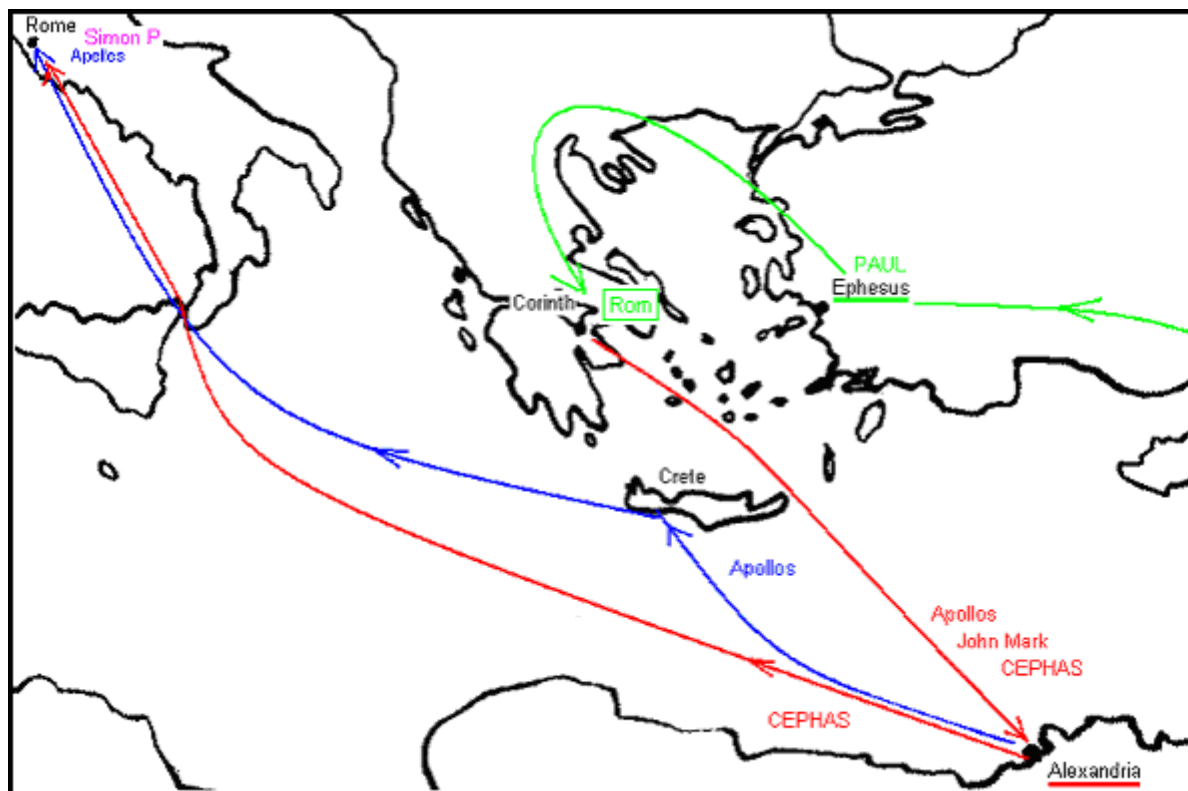 Rome
Simon P
Apollos
PAUL
Ephesus
Corinth
Rom
Crete
Apollos
Apollos
John Mark
CEPHAS
CEPHAS
Alexandria